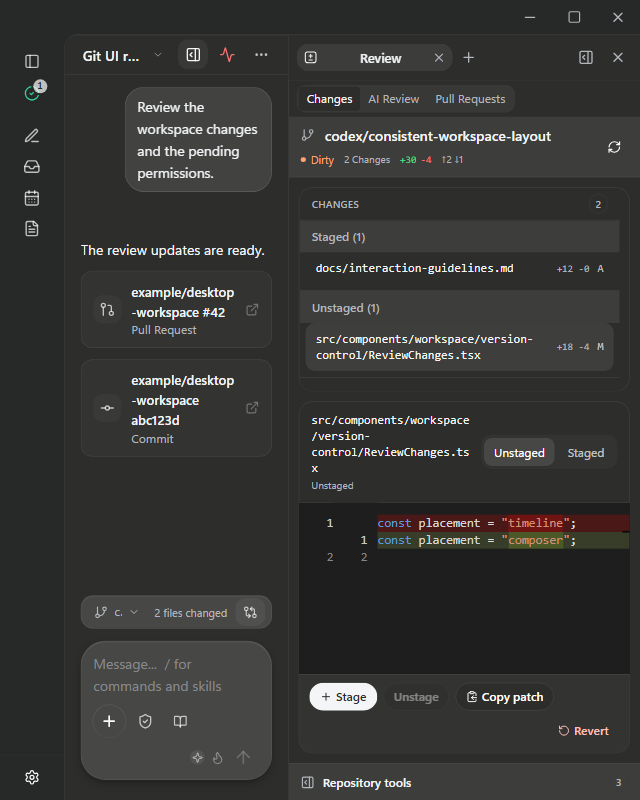 1
Git UI r...
Review the
workspace changes
and the pending
permissions.
The review updates are ready.
example/desktop
-workspace #42
Pull Request
example/desktop
-workspace
abc123d
Commit
c.
2 files changed
Message... / for
commands and skills
Review
Changes
AI Review
Pull Requests
codex/consistent-workspace-layout
Dirty
2 Changes
+30 -4
↑2 ↓1
CHANGES
2
Staged (1)
docs/interaction-guidelines.md
+12 -0 A
Unstaged (1)
src/components/workspace/version-
control/ReviewChanges.tsx
+18 -4 M
src/components/workspace
/version-
control/ReviewChanges.ts
x
Unstaged
Unstaged
Staged
1 const placement = "timeline";
1 const placement = "composer";
2 2
+ Stage
Unstage
Copy patch
Revert
Repository tools
3